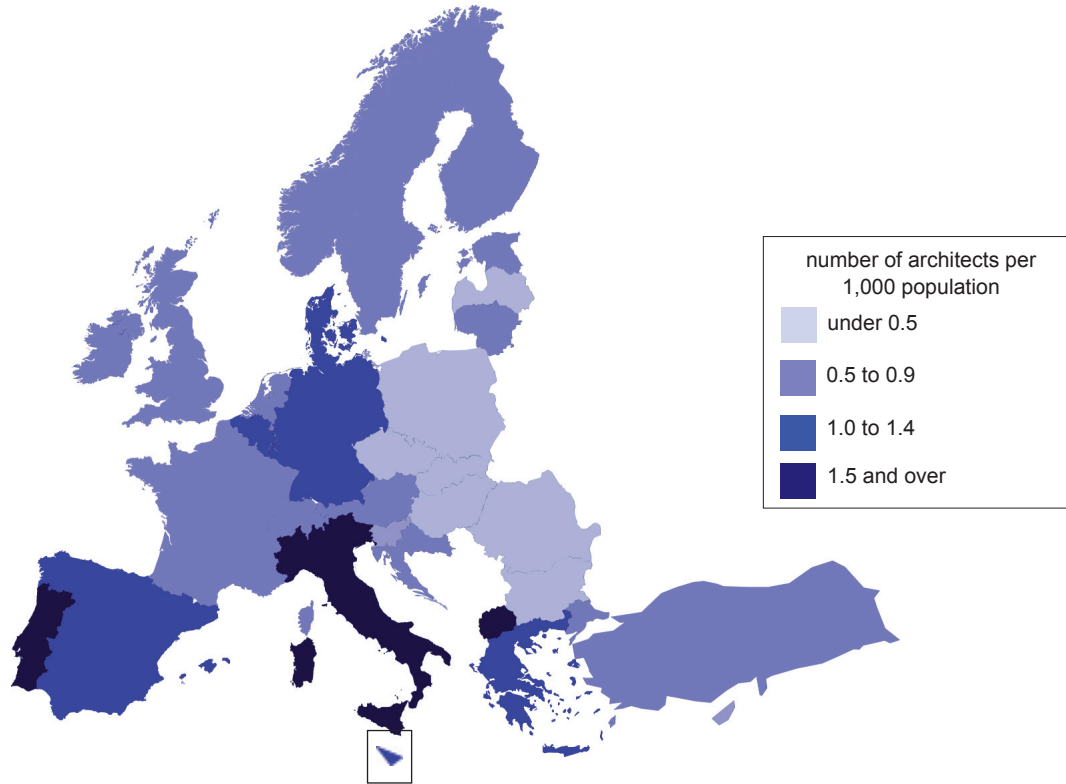 number of architects per
1,000 population
under 0.5
0.5 to 0.9
1.0 to 1.4
1.5 and over